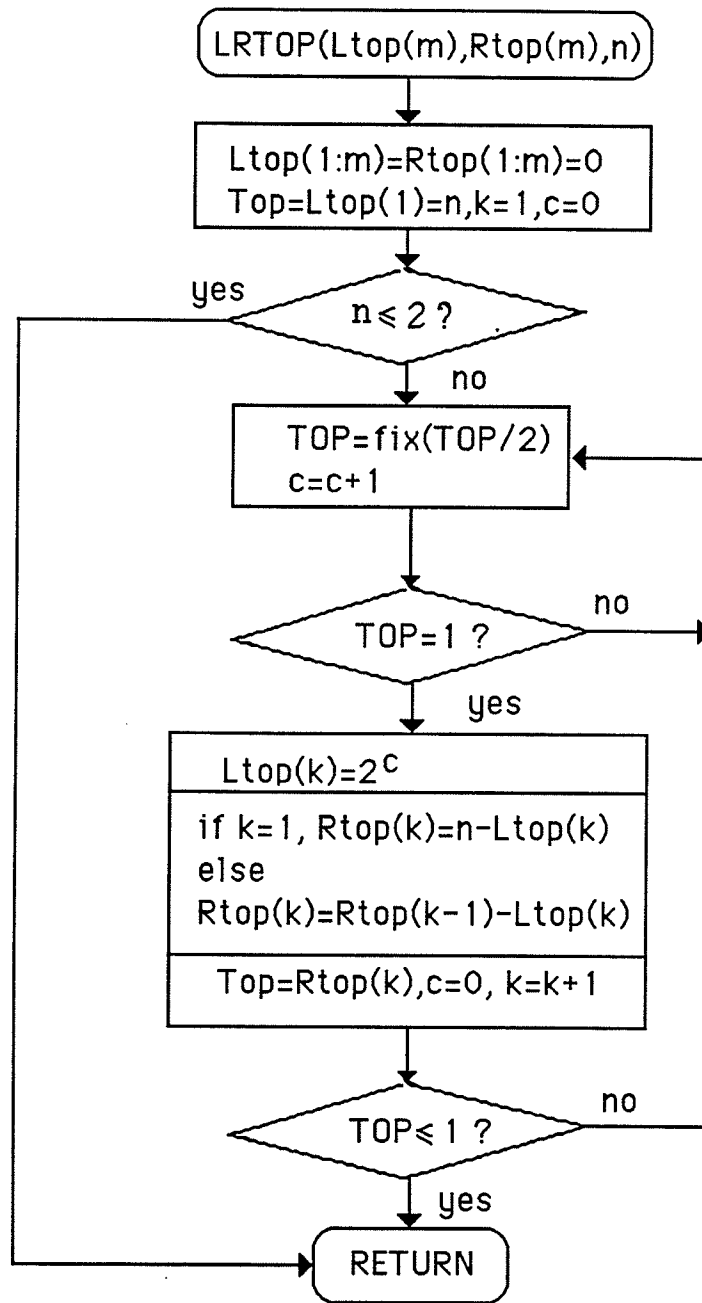 LRTOP(Ltop(m),Rtop(m),n)
Ltop(1:m)=Rtop(1:m)=0
Top=Ltop(1)=n,k=1,c=0
yes
n⩽2 ?
no
TOP=fix(TOP/2)
c=c+1
no
TOP=1 ?
yes
Ltop(k)=2^c
if k=1, Rtop(k)=n-Ltop(k)
else
Rtop(k)=Rtop(k-1)-Ltop(k)
Top=Rtop(k),c=0, k=k+1
no
TOP⩽1 ?
yes
RETURN